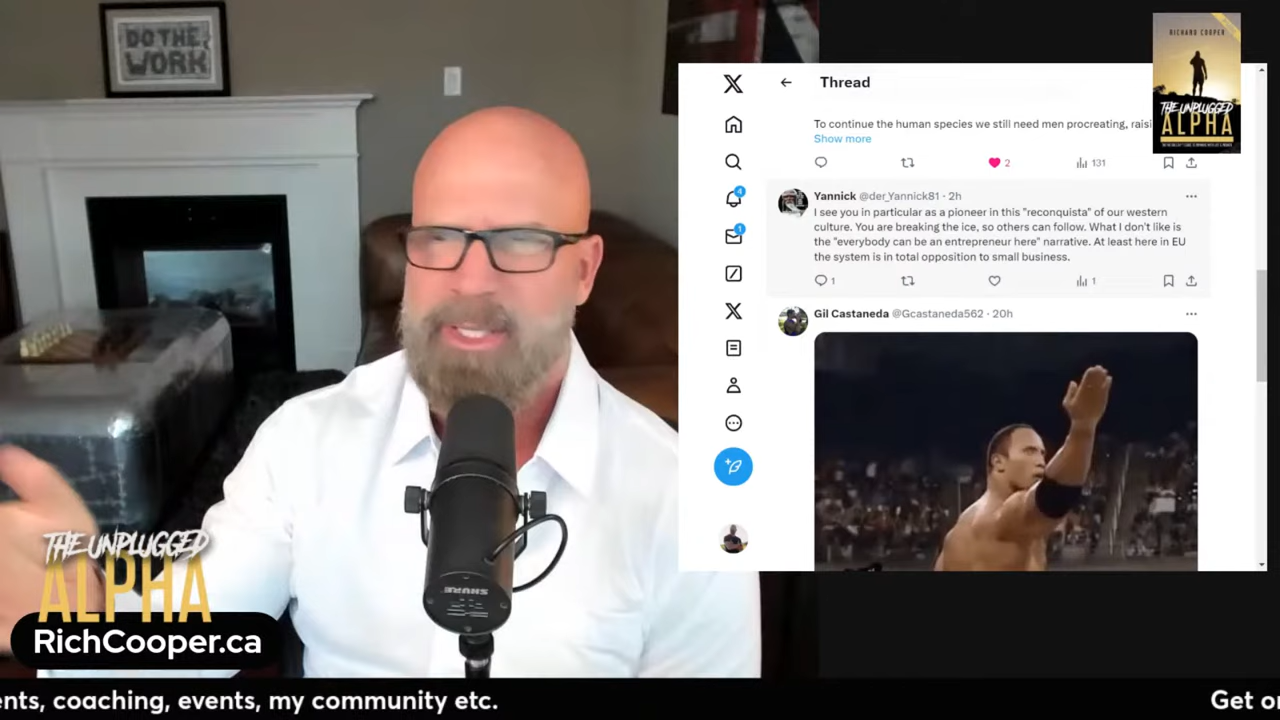 DO THE
WORK
RICHARD COOPER
THE UNPLUGGED
ALPHA
Thread
To continue the human species we still need men procreating, raisi
Show more
2
131
4
1
Yannick @der_Yannick81 · 2h
I see you in particular as a pioneer in this "reconquista" of our western
culture. You are breaking the ice, so others can follow. What I don't like is
the "everybody can be an entrepreneur here" narrative. At least here in EU
the system is in total opposition to small business.
1
1
Gil Castaneda @Gcastaneda562 · 20h
SHURE
THE UNPLUGGED
ALPHA
RichCooper.ca
ents, coaching, events, my community etc.
Get or